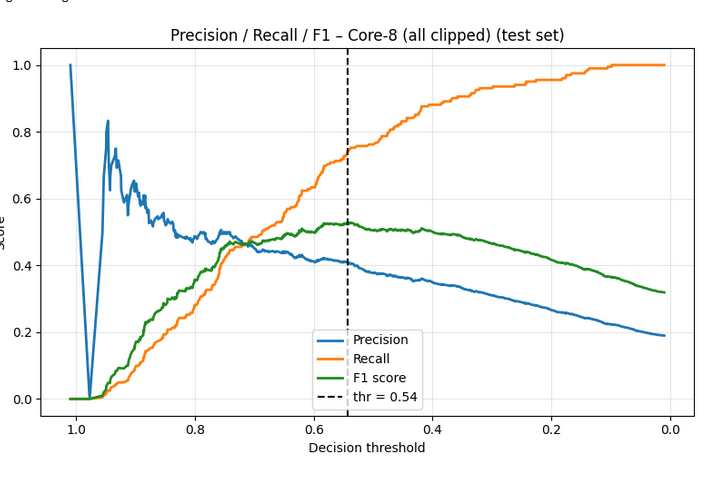 Precision / Recall / F1 – Core-8 (all clipped) (test set)
1.0
0.8
0.6
0.4
0.2
0.0
Score
Precision
Recall
F1 score
thr = 0.54
1.0 0.8 0.6 0.4 0.2 0.0
Decision threshold